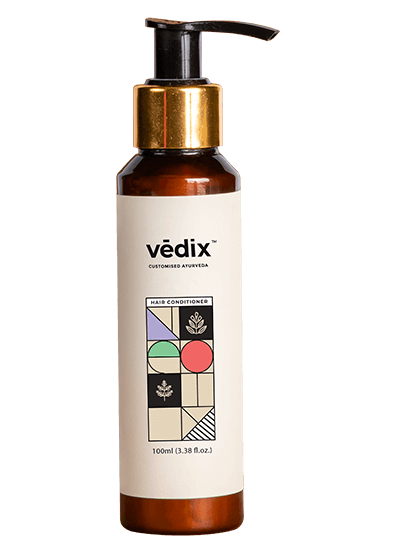 vēdix™
CUSTOMISED AYURVEDA
HAIR CONDITIONER
100ml (3.38 fl.oz.)